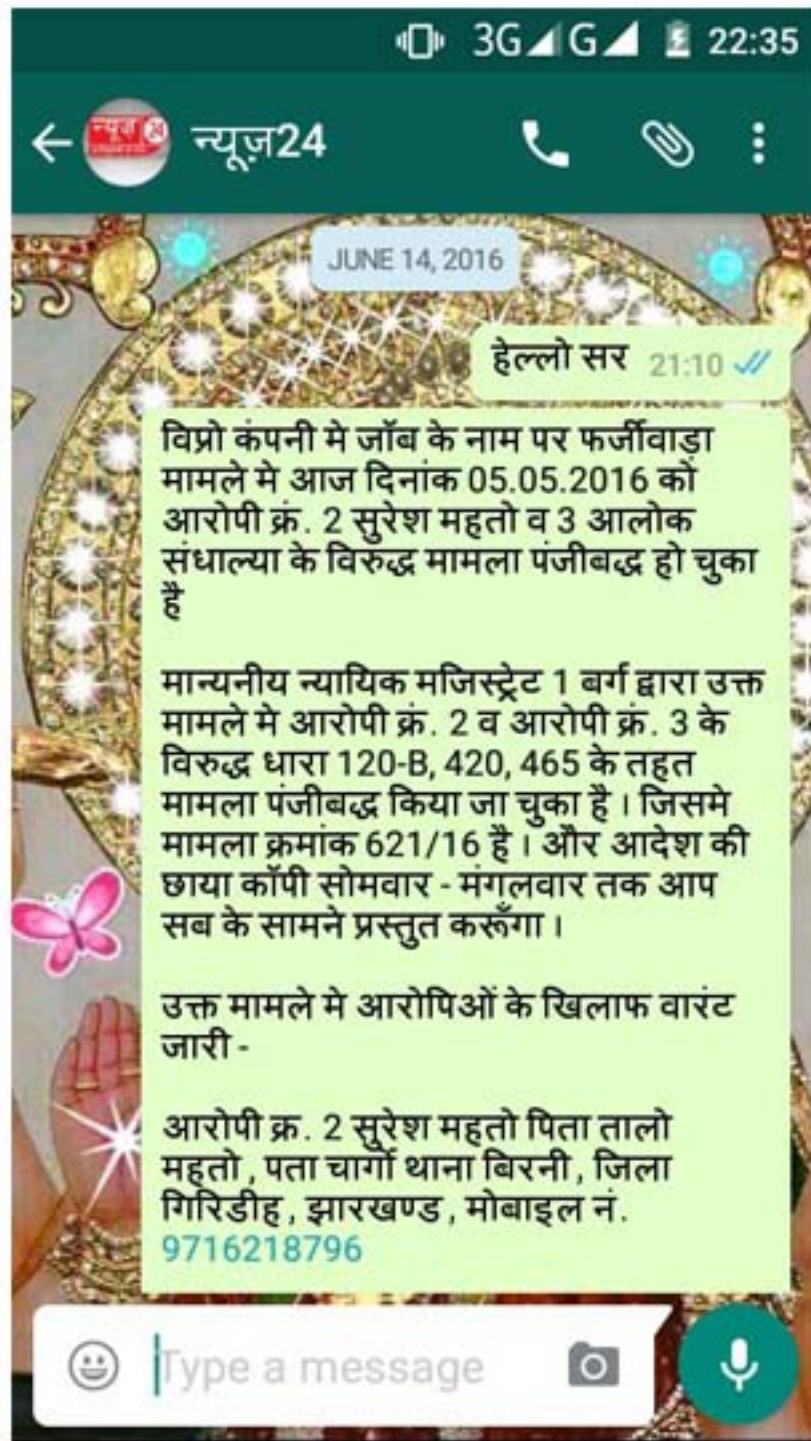 3G G 22:35
न्यूज़24
JUNE 14, 2016
हेल्लो सर 21:10
विप्रो कंपनी मे जॉब के नाम पर फर्जीवाड़ा
मामले मे आज दिनांक 05.05.2016 को
आरोपी क्रं. 2 सुरेश महतो व 3 आलोक
संधाल्या के विरुद्ध मामला पंजीबद्ध हो चुका
है
मान्यनीय न्यायिक मजिस्ट्रेट 1 बर्ग द्वारा उक्त
मामले मे आरोपी क्रं. 2 व आरोपी क्रं. 3 के
विरुद्ध धारा 120-B, 420, 465 के तहत
मामला पंजीबद्ध किया जा चुका है । जिसमे
मामला क्रमांक 621/16 है । और आदेश की
छाया कॉपी सोमवार - मंगलवार तक आप
सब के सामने प्रस्तुत करूँगा ।
उक्त मामले मे आरोपिओं के खिलाफ वारंट
जारी -
आरोपी क्र. 2 सुरेश महतो पिता तालो
महतो , पता चार्गो थाना बिरनी , जिला
गिरिडीह , झारखण्ड , मोबाइल नं.
9716218796
Type a message